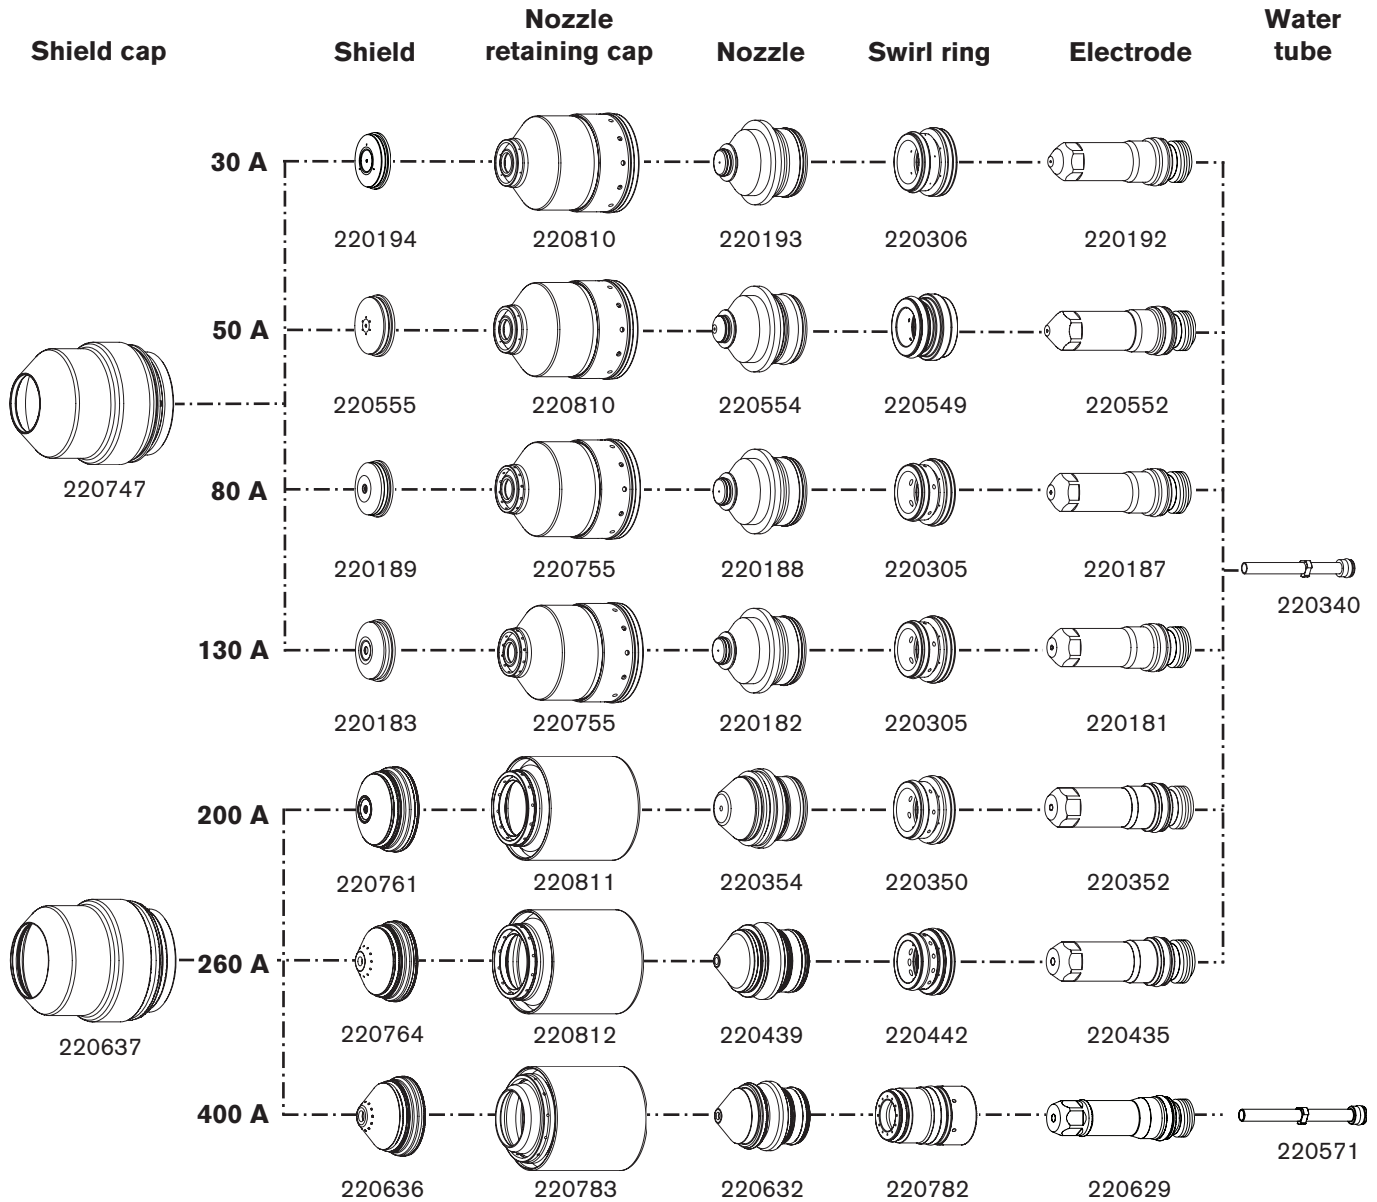 Shield cap
Shield
Nozzle
retaining cap
Nozzle
Swirl ring
Electrode
Water
tube
30 A
220194
220810
220193
220306
220192
50 A
220555
220810
220554
220549
220552
220747
80 A
220189
220755
220188
220305
220187
220340
130 A
220183
220755
220182
220305
220181
200 A
220761
220811
220354
220350
220352
260 A
220764
220812
220439
220442
220435
220637
400 A
220636
220783
220632
220782
220629
220571